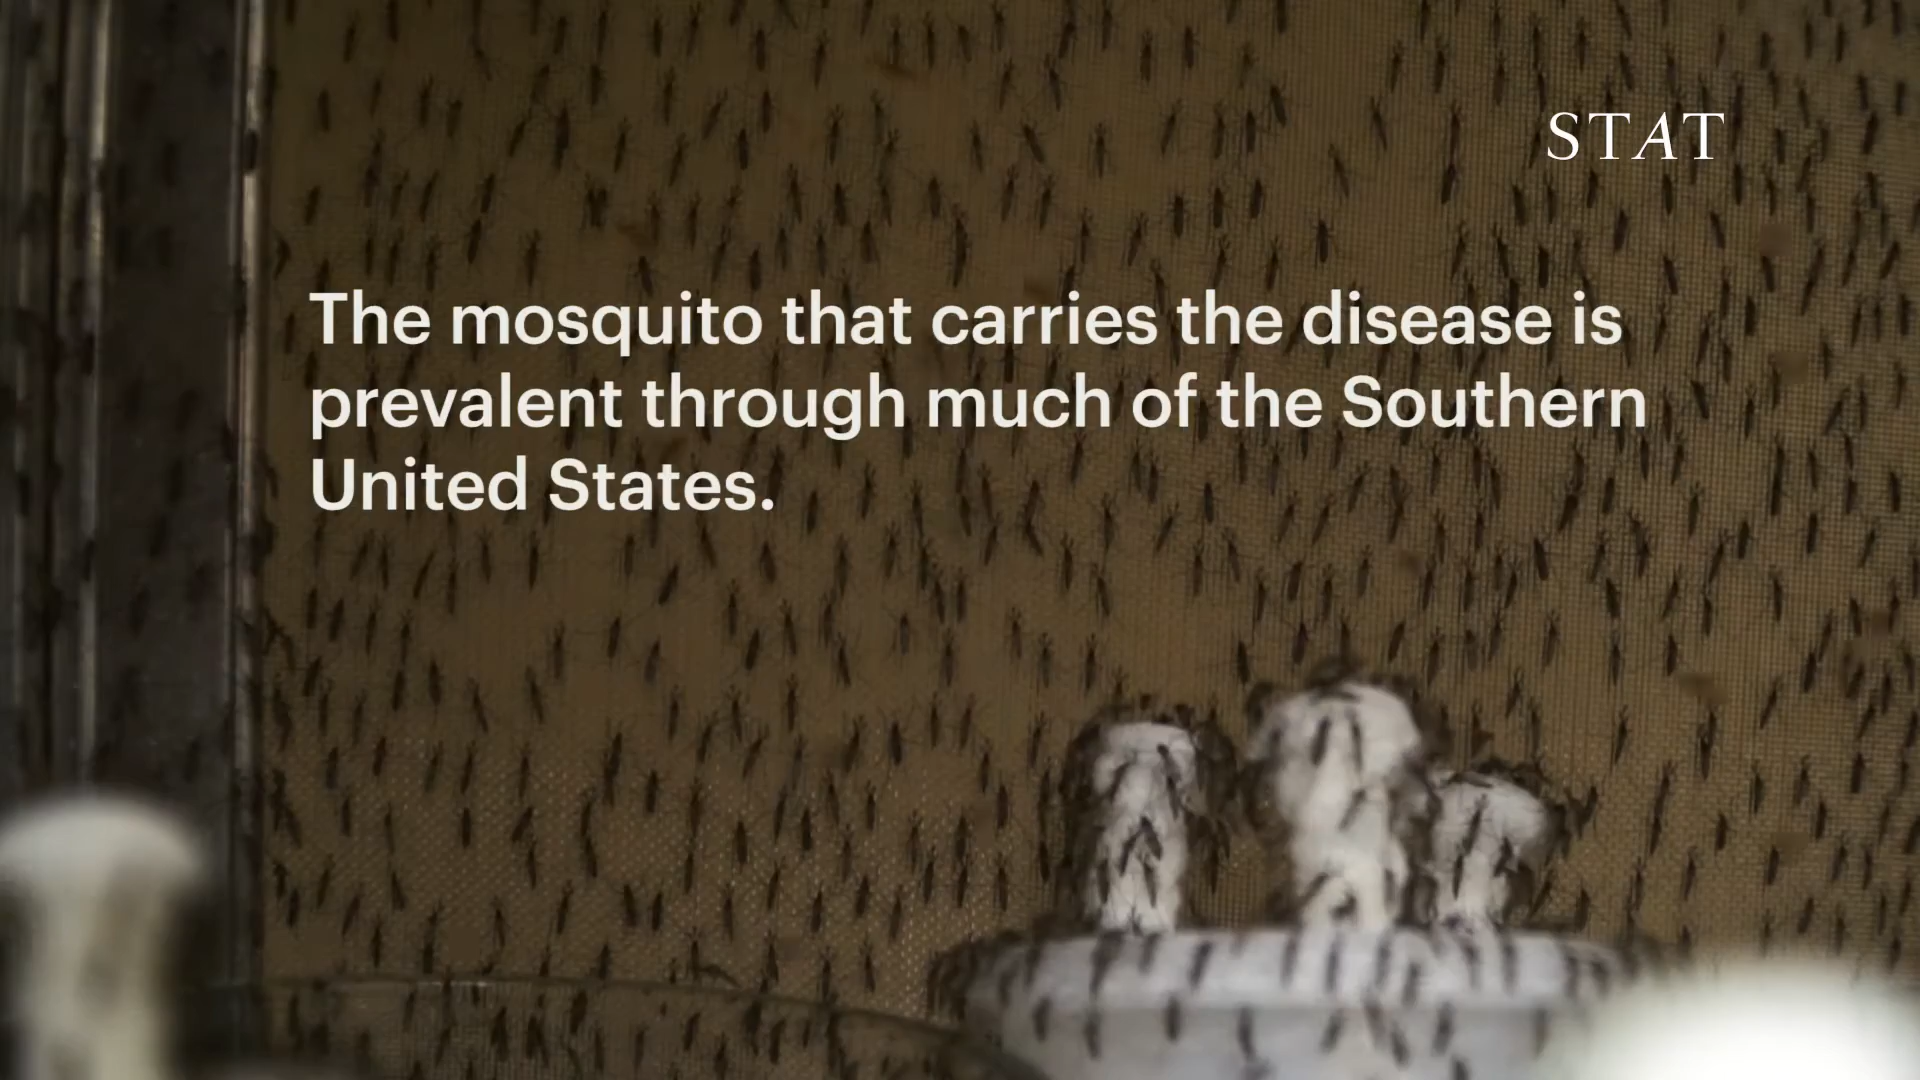 STAT
The mosquito that carries the disease is
prevalent through much of the Southern
United States.